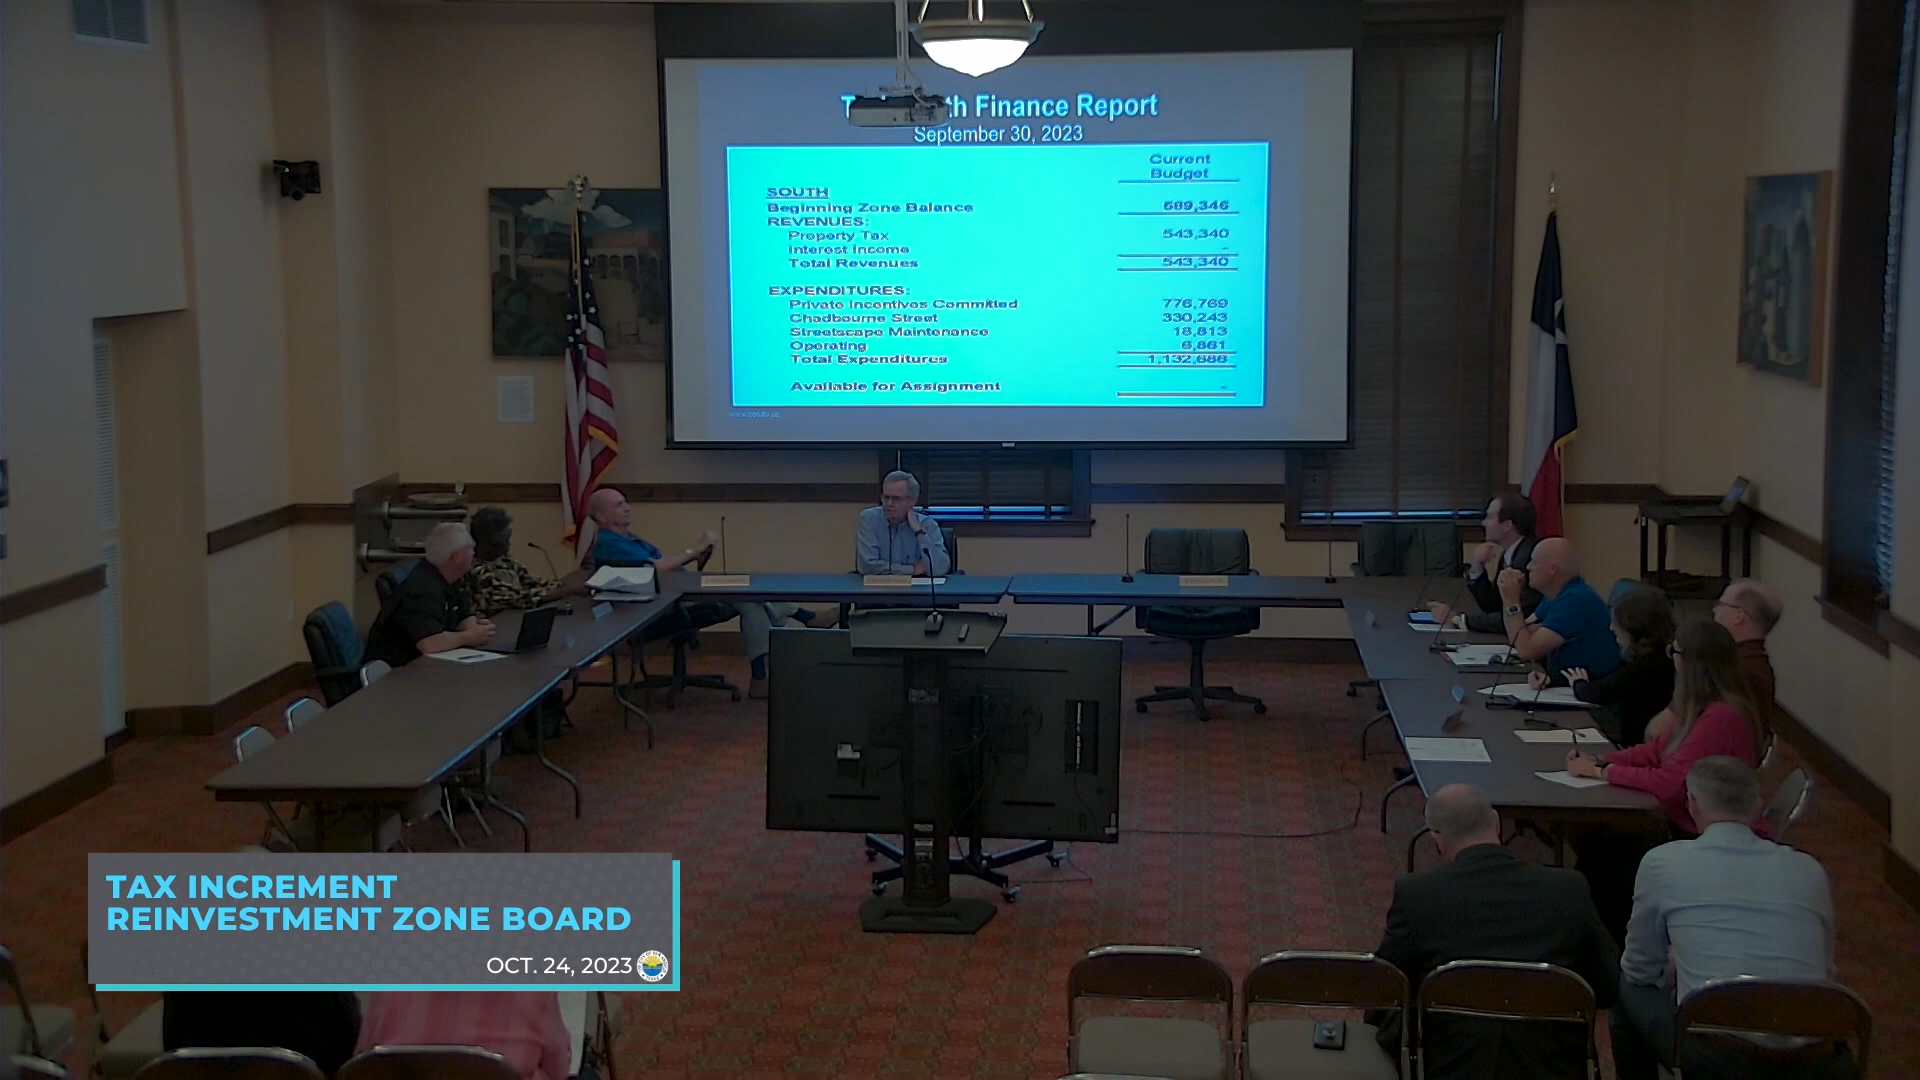 Finance Report
September 30, 2023
Current
Budget
SOUTH
Beginning Zone Balance 589,346
REVENUES:
Property Tax 543,340
Interest Income -
Total Revenues 543,340
EXPENDITURES:
Private Incentives Committed 776,769
Chadbourne Street 330,243
Streetscape Maintenance 18,813
Operating 6,861
Total Expenditures 1,132,686
Available for Assignment -
TAX INCREMENT
REINVESTMENT ZONE BOARD
OCT. 24, 2023